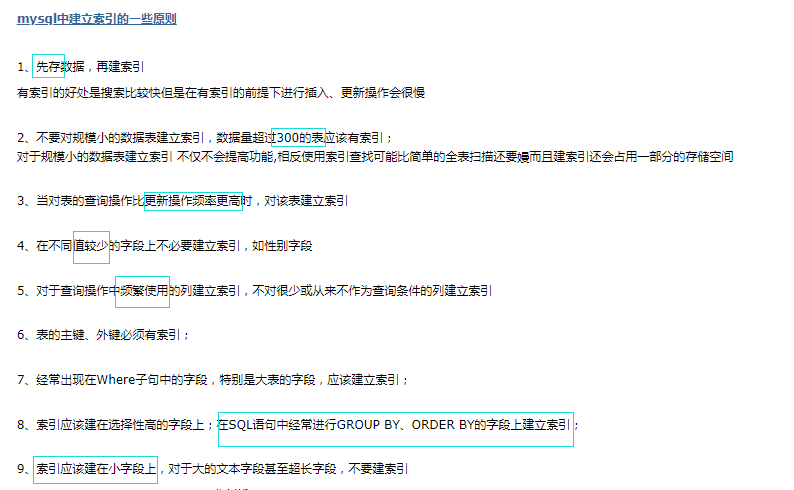 mysql中建立索引的一些原则
1、先存数据，再建索引
有索引的好处是搜索比较快但是在有索引的前提下进行插入、更新操作会很慢
2、不要对规模小的数据表建立索引，数据量超过300的表应该有索引；
对于规模小的数据表建立索引 不仅不会提高功能,相反使用索引查找可能比简单的全表扫描还要嫚而且建索引还会占用一部分的存储空间
3、当对表的查询操作比更新操作频率更高时，对该表建立索引
4、在不同值较少的字段上不必要建立索引，如性别字段
5、对于查询操作中频繁使用的列建立索引，不对很少或从来不作为查询条件的列建立索引
6、表的主键、外键必须有索引；
7、经常出现在Where子句中的字段，特别是大表的字段，应该建立索引；
8、索引应该建在选择性高的字段上；在SQL语句中经常进行GROUP BY、ORDER BY的字段上建立索引；
9、索引应该建在小字段上，对于大的文本字段甚至超长字段，不要建索引